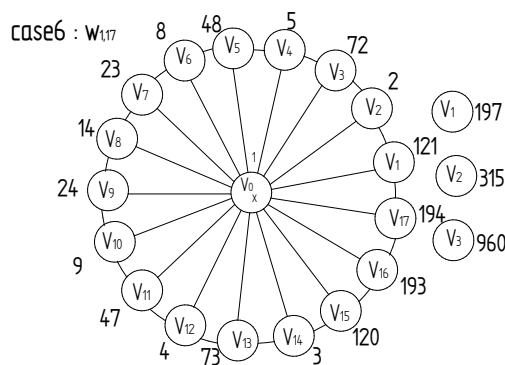 case6 : W1,17
8 48 5
V6 V5 V4 72
23 V3
V7 2
V2 V1 197
14
V8 121
1 V1
24 V9 V0 V2 315
x 194
V17
V10 V3 960
9 V16
193
V11
47 V15
V12 V13 V14 120
4 73 3